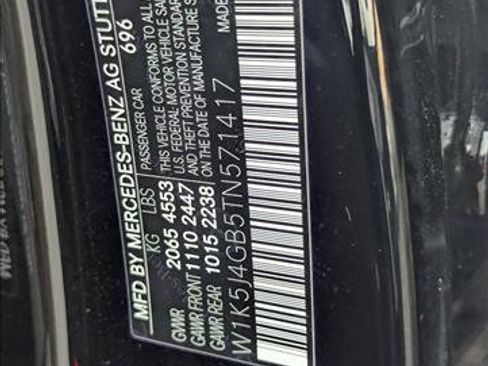 MFD BY MERCEDES-BENZ AG STUTT
696
KG LBS
PASSENGER CAR
GVWR 2065 4553
THIS VEHICLE CONFORMS TO ALL
GAWR FRONT 1110 2447
U.S. FEDERAL MOTOR VEHICLE SA
AND THEFT PREVENTION STANDAR
GAWR REAR 1015 2238
ON THE DATE OF MANUFAC
MADE
W1K5J4GB5TN571417